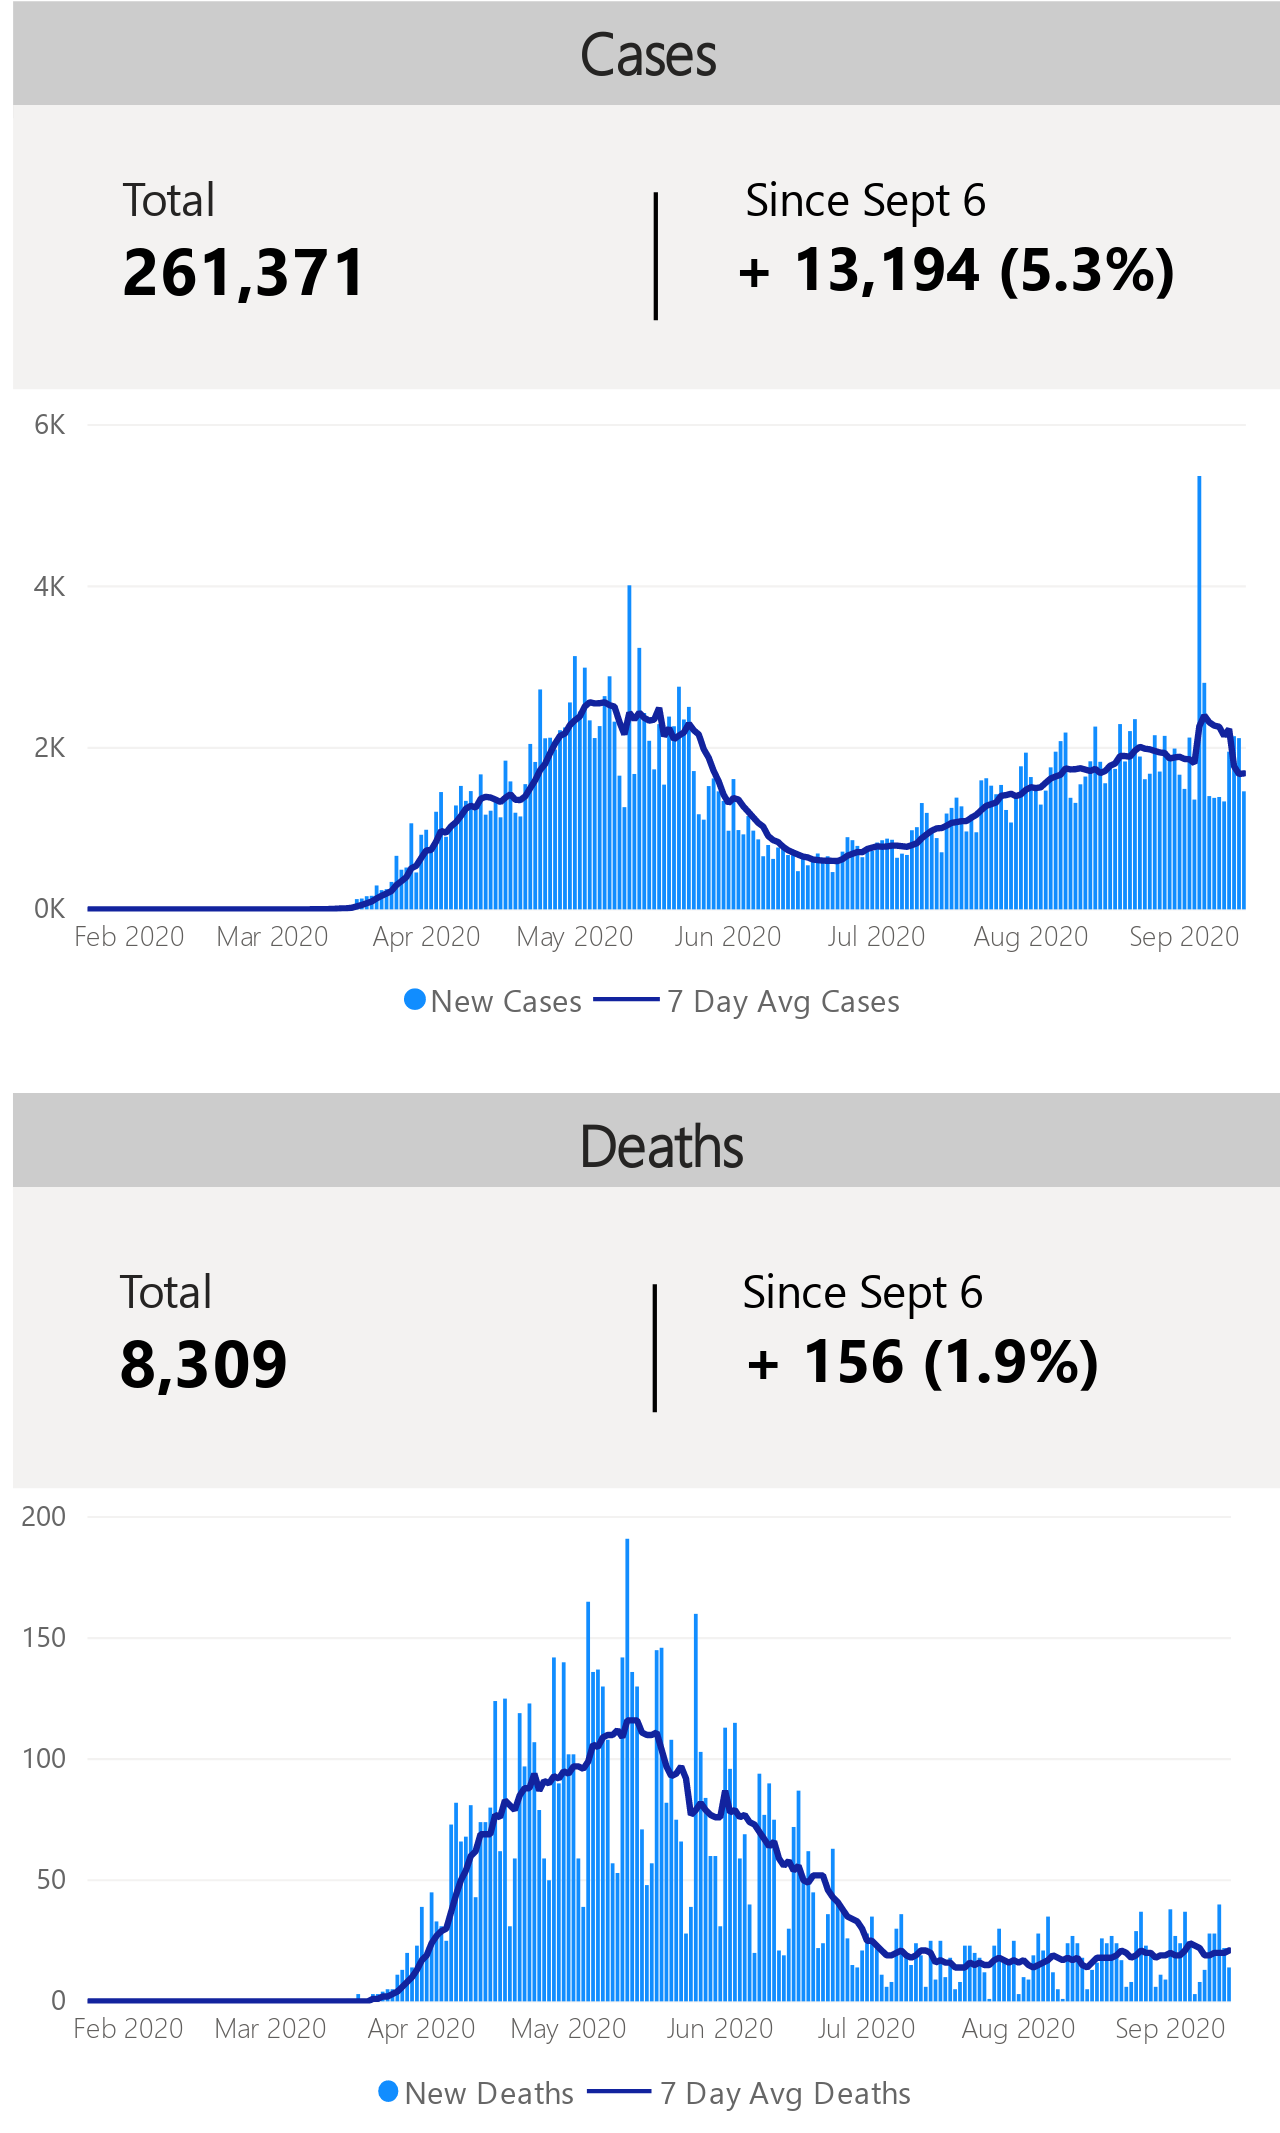 Cases
Total
Since Sept 6
261,371
+ 13,194 (5.3%)
6K
4K
2K
0K
Feb 2020 Mar 2020 Apr 2020 May 2020 Jun 2020 Jul 2020 Aug 2020 Sep 2020
New Cases 7 Day Avg Cases
Deaths
Total
Since Sept 6
8,309
+ 156 (1.9%)
200
150
100
50
0
Feb 2020 Mar 2020 Apr 2020 May 2020 Jun 2020 Jul 2020 Aug 2020 Sep 2020
New Deaths 7 Day Avg Deaths